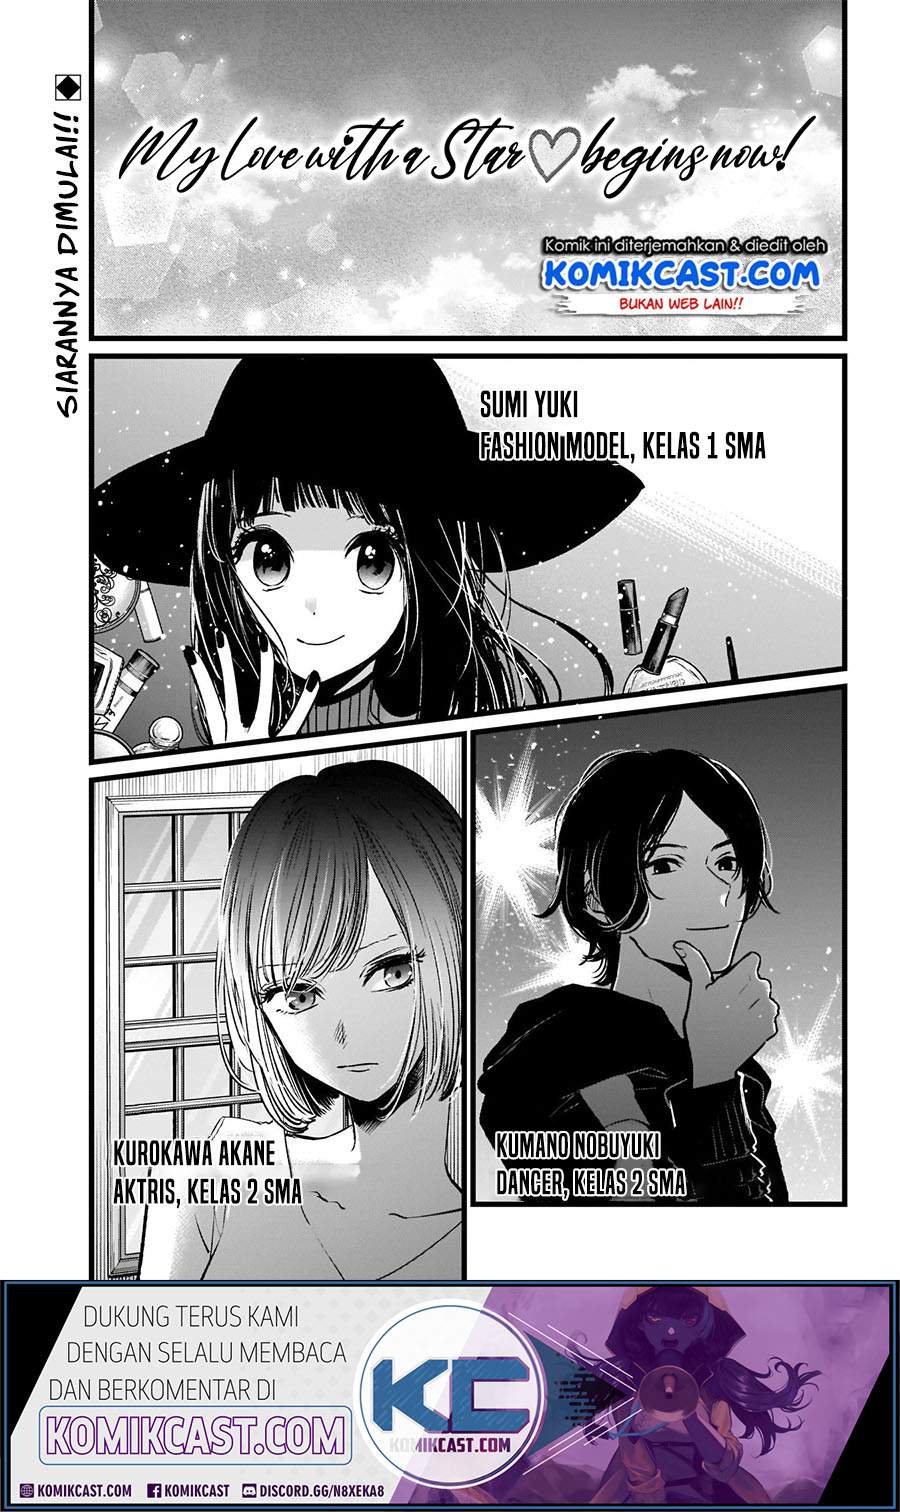 SIARANNYA DIMULAI!!
My Love with a Star♡begins now!
Komik ini diterjemahkan & diedit oleh
KOMIKCAST.COM
BUKAN WEB LAIN!!
SUMI YUKI
FASHION MODEL, KELAS 1 SMA
KUMANO NOBUYUKI
DANCER, KELAS 2 SMA
KUROKAWA AKANE
AKTRIS, KELAS 2 SMA
DUKUNG TERUS KAMI
DENGAN SELALU MEMBACA
DAN BERKOMENTAR DI
KOMIKCAST.COM
KC
KOMIKCAST.COM
KOMIKCAST.COM KOMIKCAST DISCORD.GG/N8XEKA8